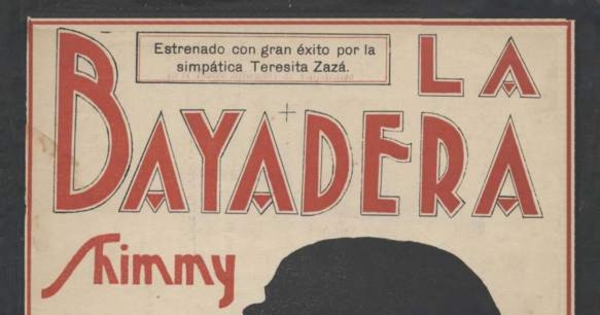 Estrenado con gran éxito por la
simpática Teresita Zazá.
LA
BAYADERA
Shimmy